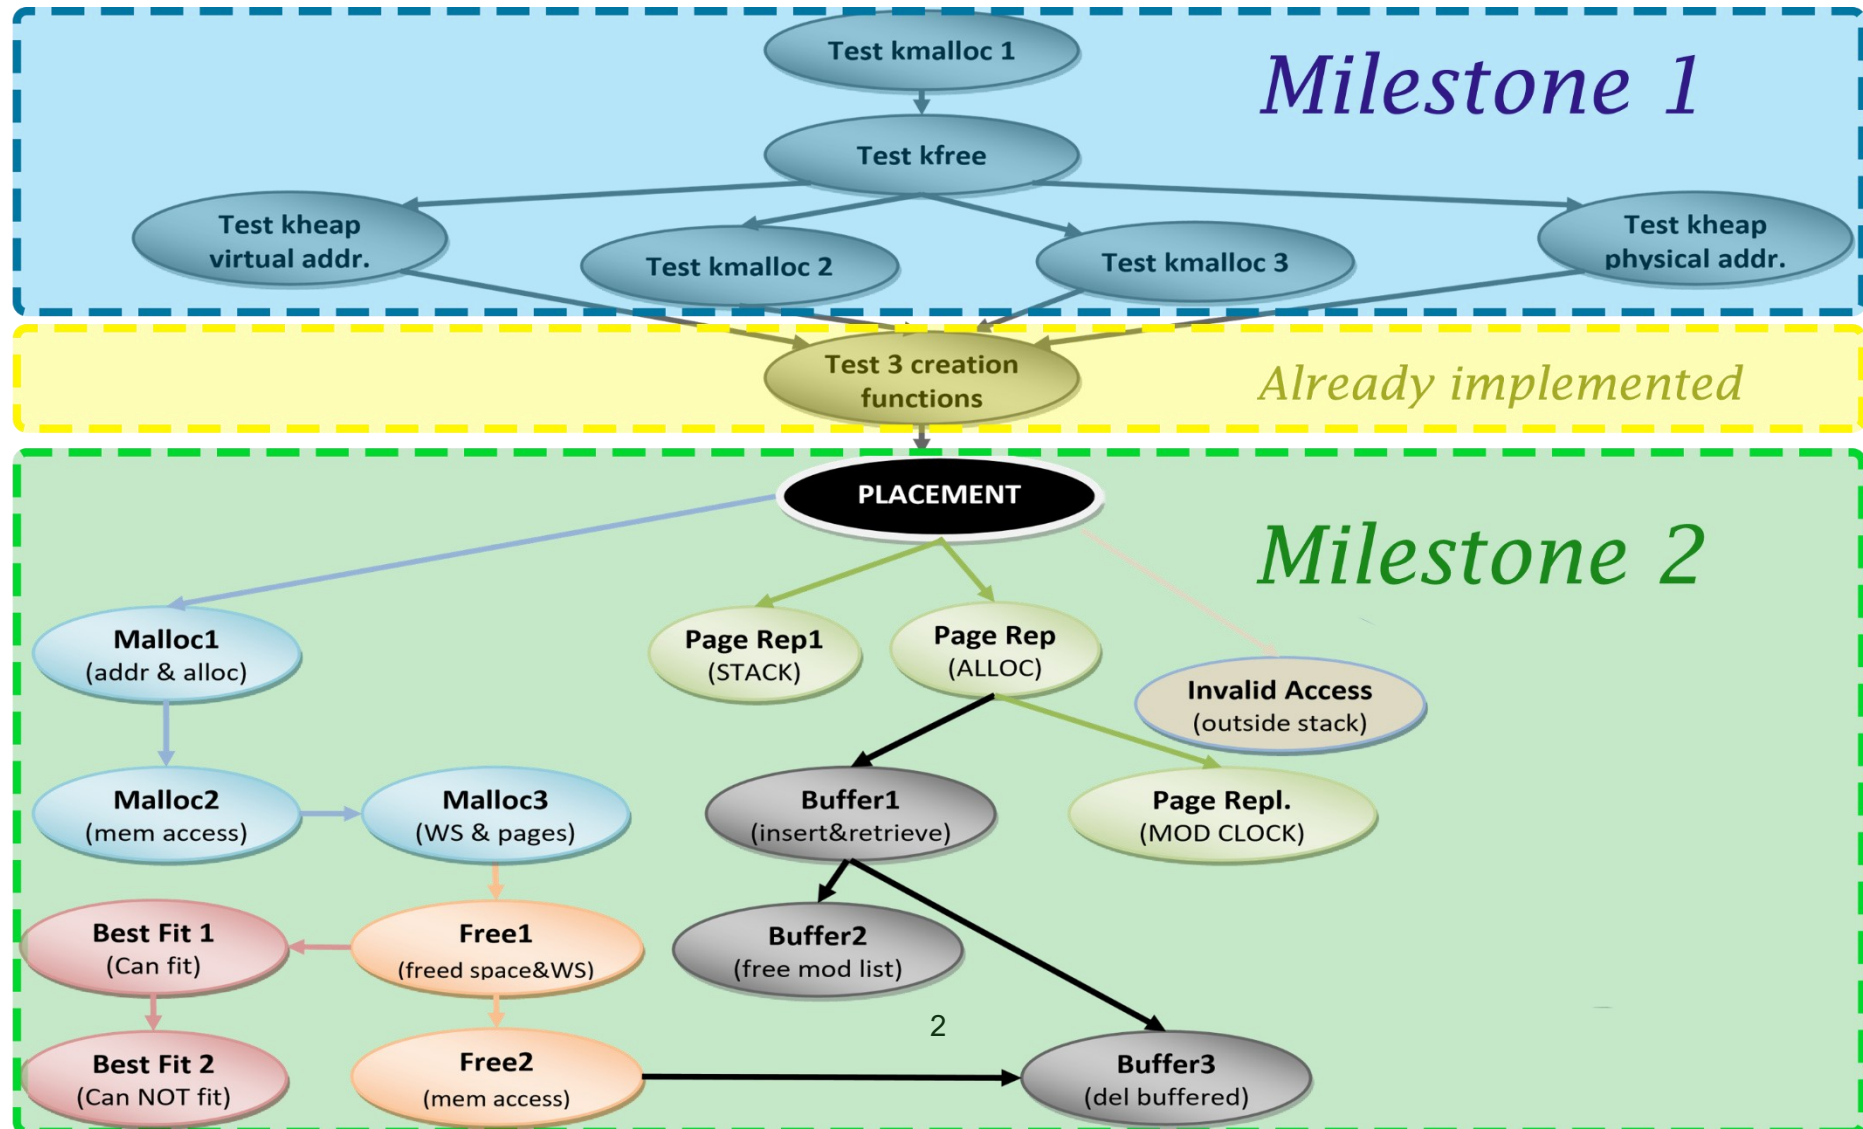 Test kmalloc 1
Milestone 1
Test kfree
Test kheap
virtual addr.
Test kmalloc 2
Test kmalloc 3
Test kheap
physical addr.
Test 3 creation
functions
Already implemented
PLACEMENT
Milestone 2
Malloc1
(addr & alloc)
Page Rep1
(STACK)
Page Rep
(ALLOC)
Invalid Access
(outside stack)
Malloc2
(mem access)
Malloc3
(WS & pages)
Buffer1
(insert&retrieve)
Page Repl.
(MOD CLOCK)
Best Fit 1
(Can fit)
Free1
(freed space&WS)
Buffer2
(free mod list)
2
Best Fit 2
(Can NOT fit)
Free2
(mem access)
Buffer3
(del buffered)